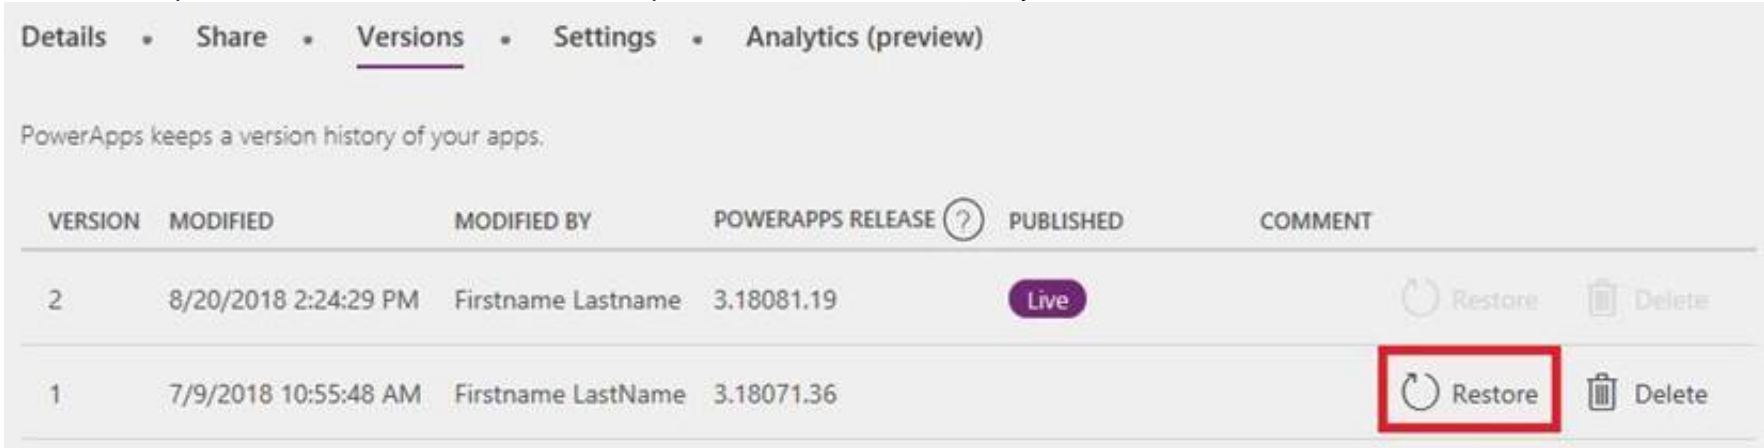 Details • Share • Versions • Settings • Analytics (preview)
PowerApps keeps a version history of your apps.
VERSION MODIFIED MODIFIED BY POWERAPPS RELEASE ? PUBLISHED COMMENT
2 8/20/2018 2:24:29 PM Firstname Lastname 3.18081.19 Live Restore Delete
1 7/9/2018 10:55:48 AM Firstname LastName 3.18071.36 Restore Delete